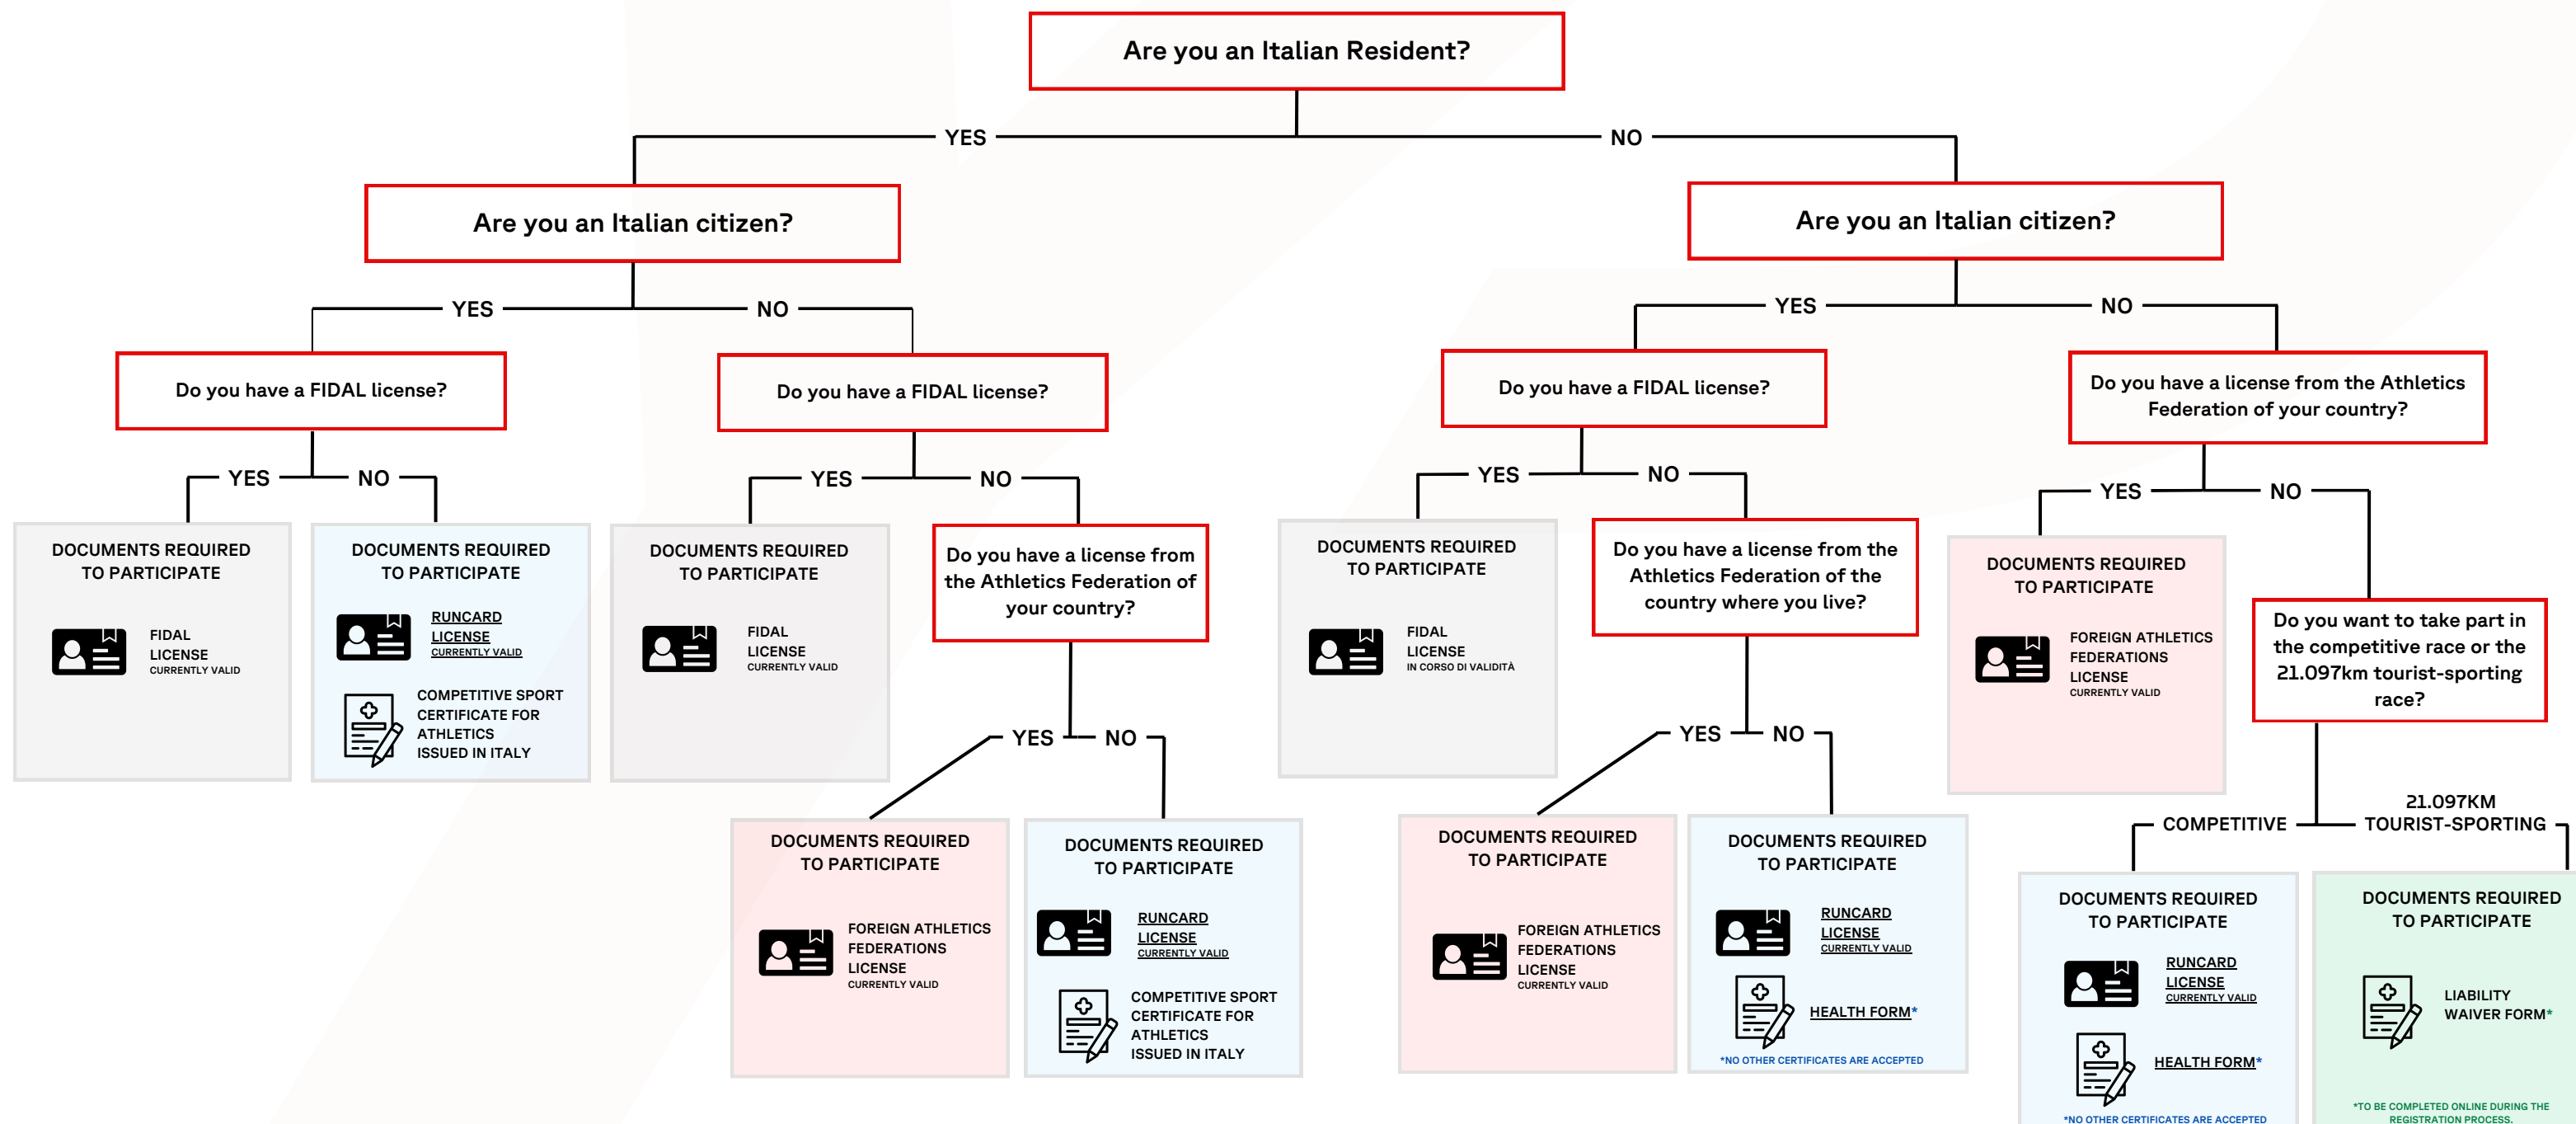 Are you an Italian Resident?
YES
NO
Are you an Italian citizen?
Are you an Italian citizen?
YES
NO
YES
NO
Do you have a FIDAL license?
Do you have a FIDAL license?
Do you have a FIDAL license?
Do you have a license from the Athletics
Federation of your country?
YES
NO
YES
NO
YES
NO
YES
NO
DOCUMENTS REQUIRED
TO PARTICIPATE
FIDAL
LICENSE
CURRENTLY VALID
DOCUMENTS REQUIRED
TO PARTICIPATE
RUNCARD
LICENSE
CURRENTLY VALID
COMPETITIVE SPORT
CERTIFICATE FOR
ATHLETICS
ISSUED IN ITALY
DOCUMENTS REQUIRED
TO PARTICIPATE
FIDAL
LICENSE
CURRENTLY VALID
Do you have a license from
the Athletics Federation of
your country?
DOCUMENTS REQUIRED
TO PARTICIPATE
FIDAL
LICENSE
IN CORSO DI VALIDITÀ
Do you have a license from the
Athletics Federation of the
country where you live?
DOCUMENTS REQUIRED
TO PARTICIPATE
FOREIGN ATHLETICS
FEDERATIONS
LICENSE
CURRENTLY VALID
Do you want to take part in
the competitive race or the
21.097km tourist-sporting
race?
YES
NO
YES
NO
COMPETITIVE
21.097KM
TOURIST-SPORTING
DOCUMENTS REQUIRED
TO PARTICIPATE
FOREIGN ATHLETICS
FEDERATIONS
LICENSE
CURRENTLY VALID
DOCUMENTS REQUIRED
TO PARTICIPATE
RUNCARD
LICENSE
CURRENTLY VALID
COMPETITIVE SPORT
CERTIFICATE FOR
ATHLETICS
ISSUED IN ITALY
DOCUMENTS REQUIRED
TO PARTICIPATE
FOREIGN ATHLETICS
FEDERATIONS
LICENSE
CURRENTLY VALID
DOCUMENTS REQUIRED
TO PARTICIPATE
RUNCARD
LICENSE
CURRENTLY VALID
HEALTH FORM*
*NO OTHER CERTIFICATES ARE ACCEPTED
DOCUMENTS REQUIRED
TO PARTICIPATE
RUNCARD
LICENSE
CURRENTLY VALID
HEALTH FORM*
*NO OTHER CERTIFICATES ARE ACCEPTED
DOCUMENTS REQUIRED
TO PARTICIPATE
LIABILITY
WAIVER FORM*
*TO BE COMPLETED ONLINE DURING THE
REGISTRATION PROCESS.